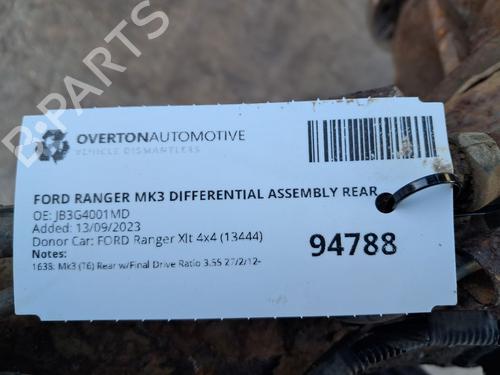 B-PARTS
OVERTONAUTOMOTIVE
VEHICLE DISMANTLERS
FORD RANGER MK3 DIFFERENTIAL ASSEMBLY REAR
OE: JB3G4001MD
Added: 13/09/2023
Donor Car: FORD Ranger Xlt 4x4 (13444)
94788
Notes:
1638. Mk3 (T6) Rear w/Final Drive Ratio 3.55 27/2/12-